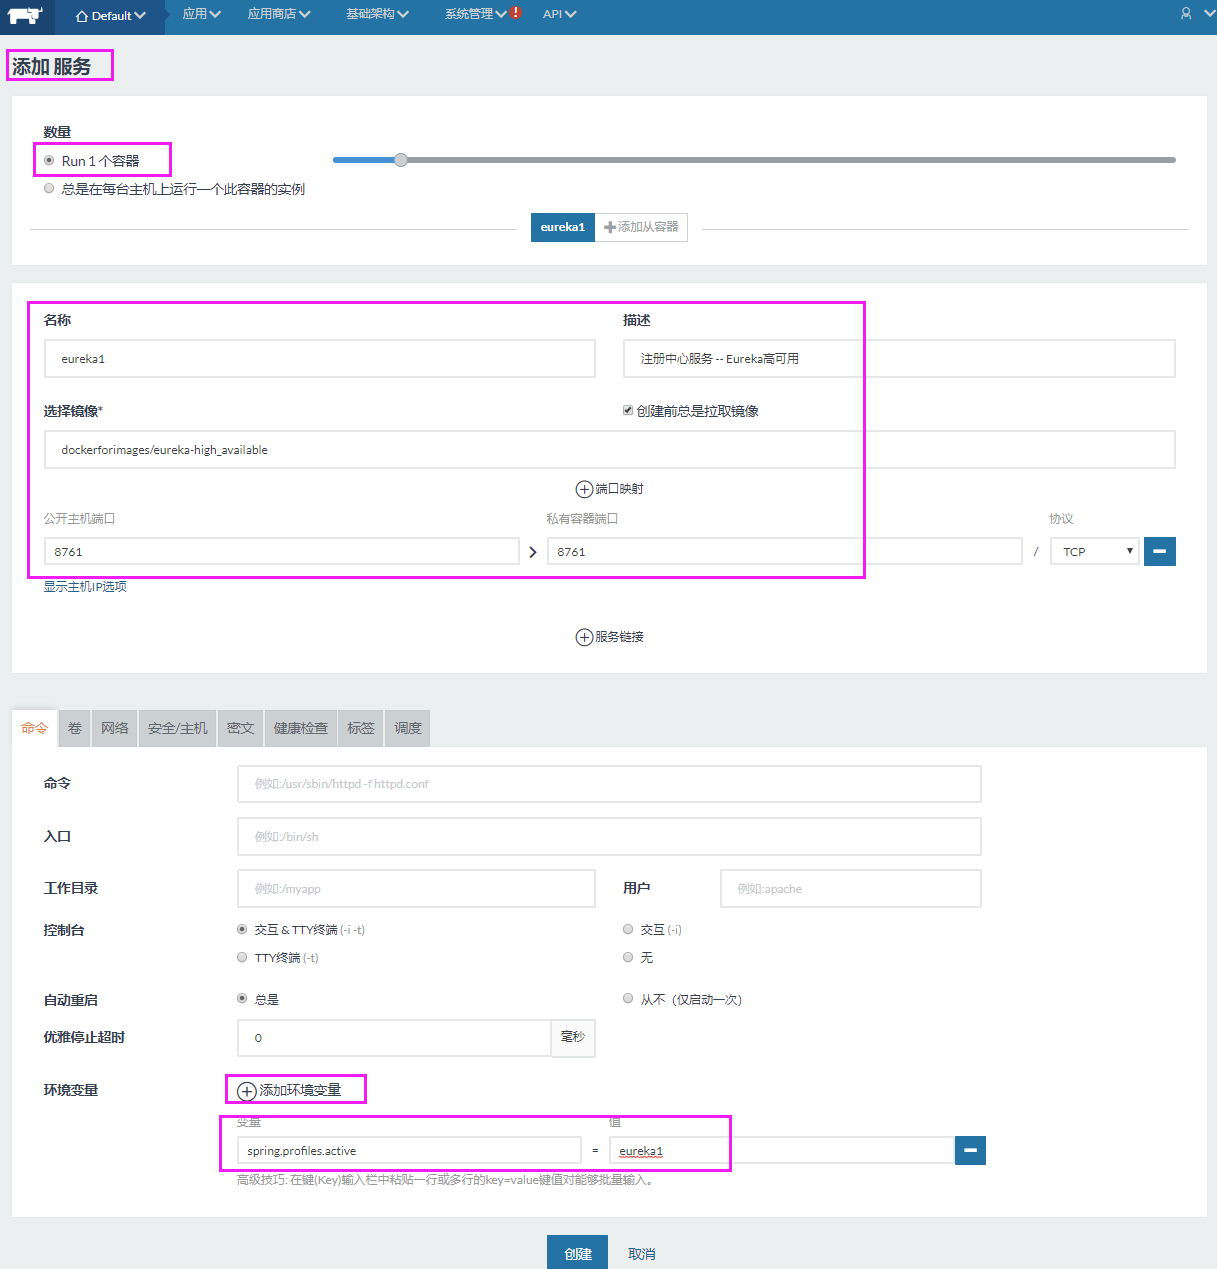 Default 应用 应用商店 基础架构 系统管理 ! API
添加 服务
数量
Run 1 个容器
总是在每台主机上运行一个此容器的实例
eureka1 添加从容器
名称 描述
eureka1 注册中心服务 -- Eureka高可用
选择镜像* 创建前总是拉取镜像
dockerforimages/eureka-high_available
端口映射
公开主机端口 私有容器端口 协议
8761 8761 / TCP
显示主机IP选项
服务链接
命令 卷 网络 安全/主机 密文 健康检查 标签 调度
命令 例如:/usr/sbin/httpd -f httpd.conf
入口 例如:/bin/sh
工作目录 例如:/myapp 用户 例如:apache
控制台 交互 & TTY终端 (-i -t) 交互 (-i)
TTY终端 (-t) 无
自动重启 总是 从不（仅启动一次）
优雅停止超时 0 毫秒
环境变量 添加环境变量
变量 值
spring.profiles.active = eureka1
高级技巧: 在键(Key)输入栏中粘贴一行或多行的key=value键值对能够批量输入。
创建 取消